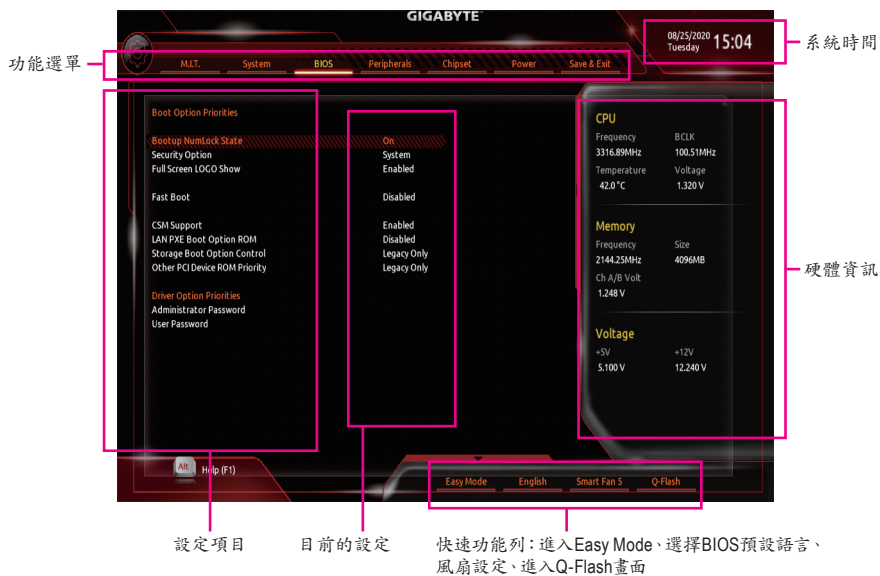 GIGABYTE™
08/25/2020
Tuesday
15:04
系統時間
功能選單
M.I.T. System BIOS Peripherals Chipset Power Save & Exit
Boot Option Priorities
Bootup NumLock State On
Security Option System
Full Screen LOGO Show Enabled
Fast Boot Disabled
CSM Support Enabled
LAN PXE Boot Option ROM Disabled
Storage Boot Option Control Legacy Only
Other PCI Device ROM Priority Legacy Only
Driver Option Priorities
Administrator Password
User Password
CPU
Frequency BCLK
3316.89MHz 100.51MHz
Temperature Voltage
42.0 °C 1.320 V
Memory
Frequency Size
2144.25MHz 4096MB
Ch A/B Volt
1.248 V
Voltage
+5V +12V
5.100 V 12.240 V
硬體資訊
Alt Help (F1)
Easy Mode English Smart Fan 5 Q-Flash
設定項目
目前的設定
快速功能列：進入Easy Mode、選擇BIOS預設語言、
風扇設定、進入Q-Flash畫面